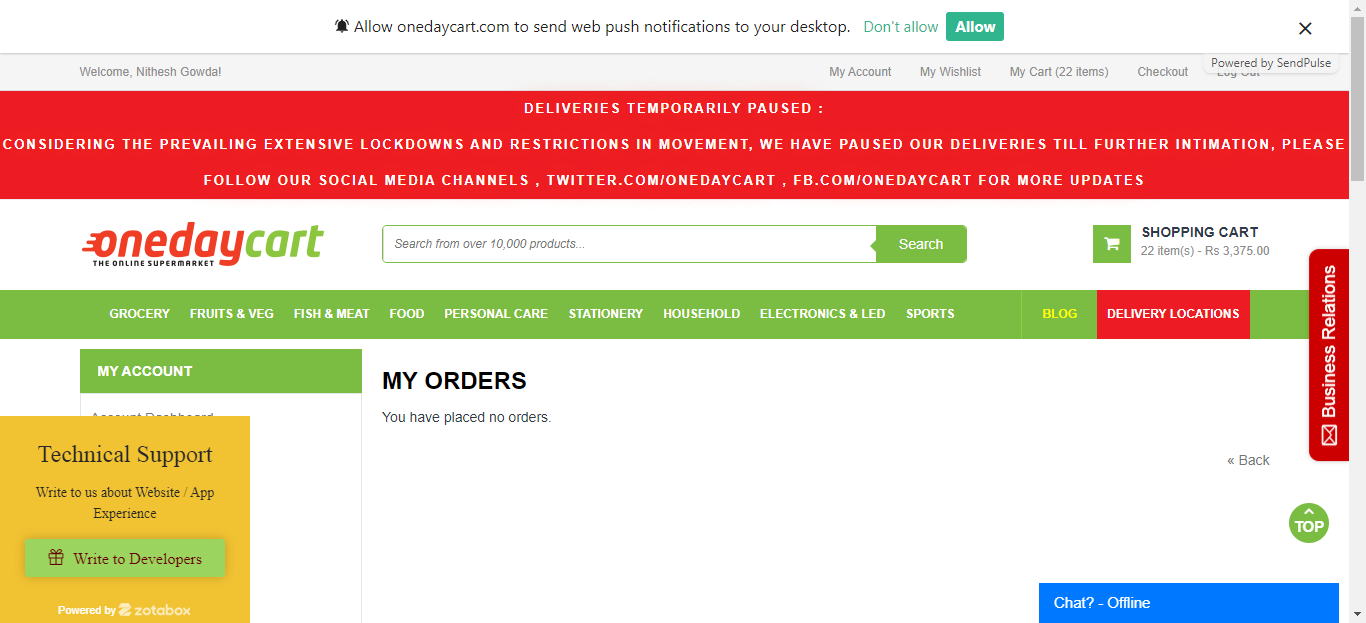 Allow onedaycart.com to send web push notifications to your desktop. Don't allow Allow
Powered by SendPulse
Welcome, Nithesh Gowda! My Account My Wishlist My Cart (22 items) Checkout Log Out
DELIVERIES TEMPORARILY PAUSED :
CONSIDERING THE PREVAILING EXTENSIVE LOCKDOWNS AND RESTRICTIONS IN MOVEMENT, WE HAVE PAUSED OUR DELIVERIES TILL FURTHER INTIMATION, PLEASE
FOLLOW OUR SOCIAL MEDIA CHANNELS , TWITTER.COM/ONEDAYCART , FB.COM/ONEDAYCART FOR MORE UPDATES
onedaycart
THE ONLINE SUPERMARKET
Search from over 10,000 products... Search
SHOPPING CART
22 item(s) - Rs 3,375.00
GROCERY FRUITS & VEG FISH & MEAT FOOD PERSONAL CARE STATIONERY HOUSEHOLD ELECTRONICS & LED SPORTS BLOG DELIVERY LOCATIONS
Business Relations
MY ACCOUNT
Account Dashboard
MY ORDERS
You have placed no orders.
« Back
Technical Support
Write to us about Website / App
Experience
Write to Developers
Powered by zotabox
TOP
Chat? - Offline